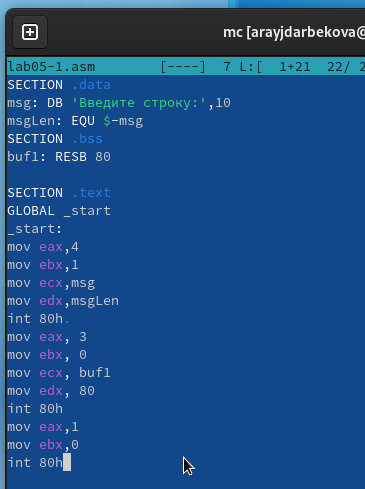 mc [arayjdarbekova@
lab05-1.asm [----] 7 L:[ 1+21 22/ 2
SECTION .data
msg: DB 'Введите строку:',10
msgLen: EQU $-msg
SECTION .bss
buf1: RESB 80
SECTION .text
GLOBAL _start
_start:
mov eax,4
mov ebx,1
mov ecx,msg
mov edx,msgLen
int 80h.
mov eax, 3
mov ebx, 0
mov ecx, buf1
mov edx, 80
int 80h
mov eax,1
mov ebx,0
int 80h